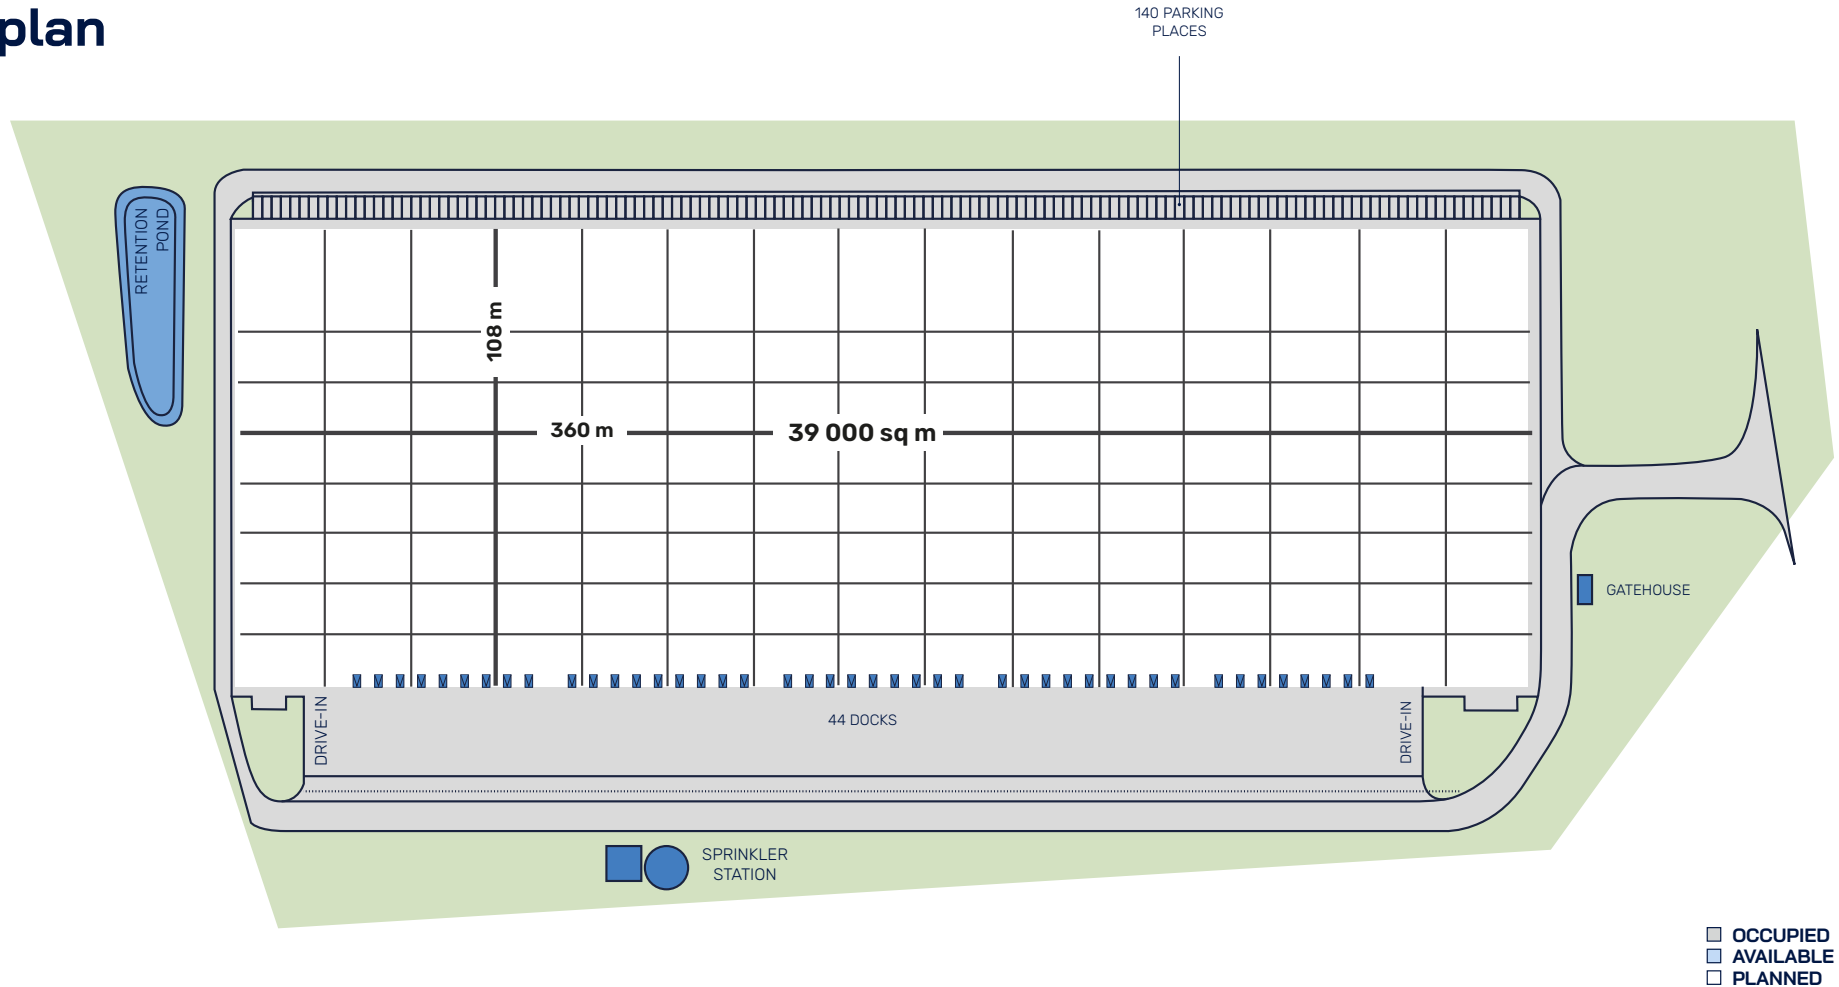 plan
140 PARKING
PLACES
RETENTION
POND
108 m
360 m
39 000 sq m
GATEHOUSE
DRIVE-IN
44 DOCKS
DRIVE-IN
SPRINKLER
STATION
OCCUPIED
AVAILABLE
PLANNED